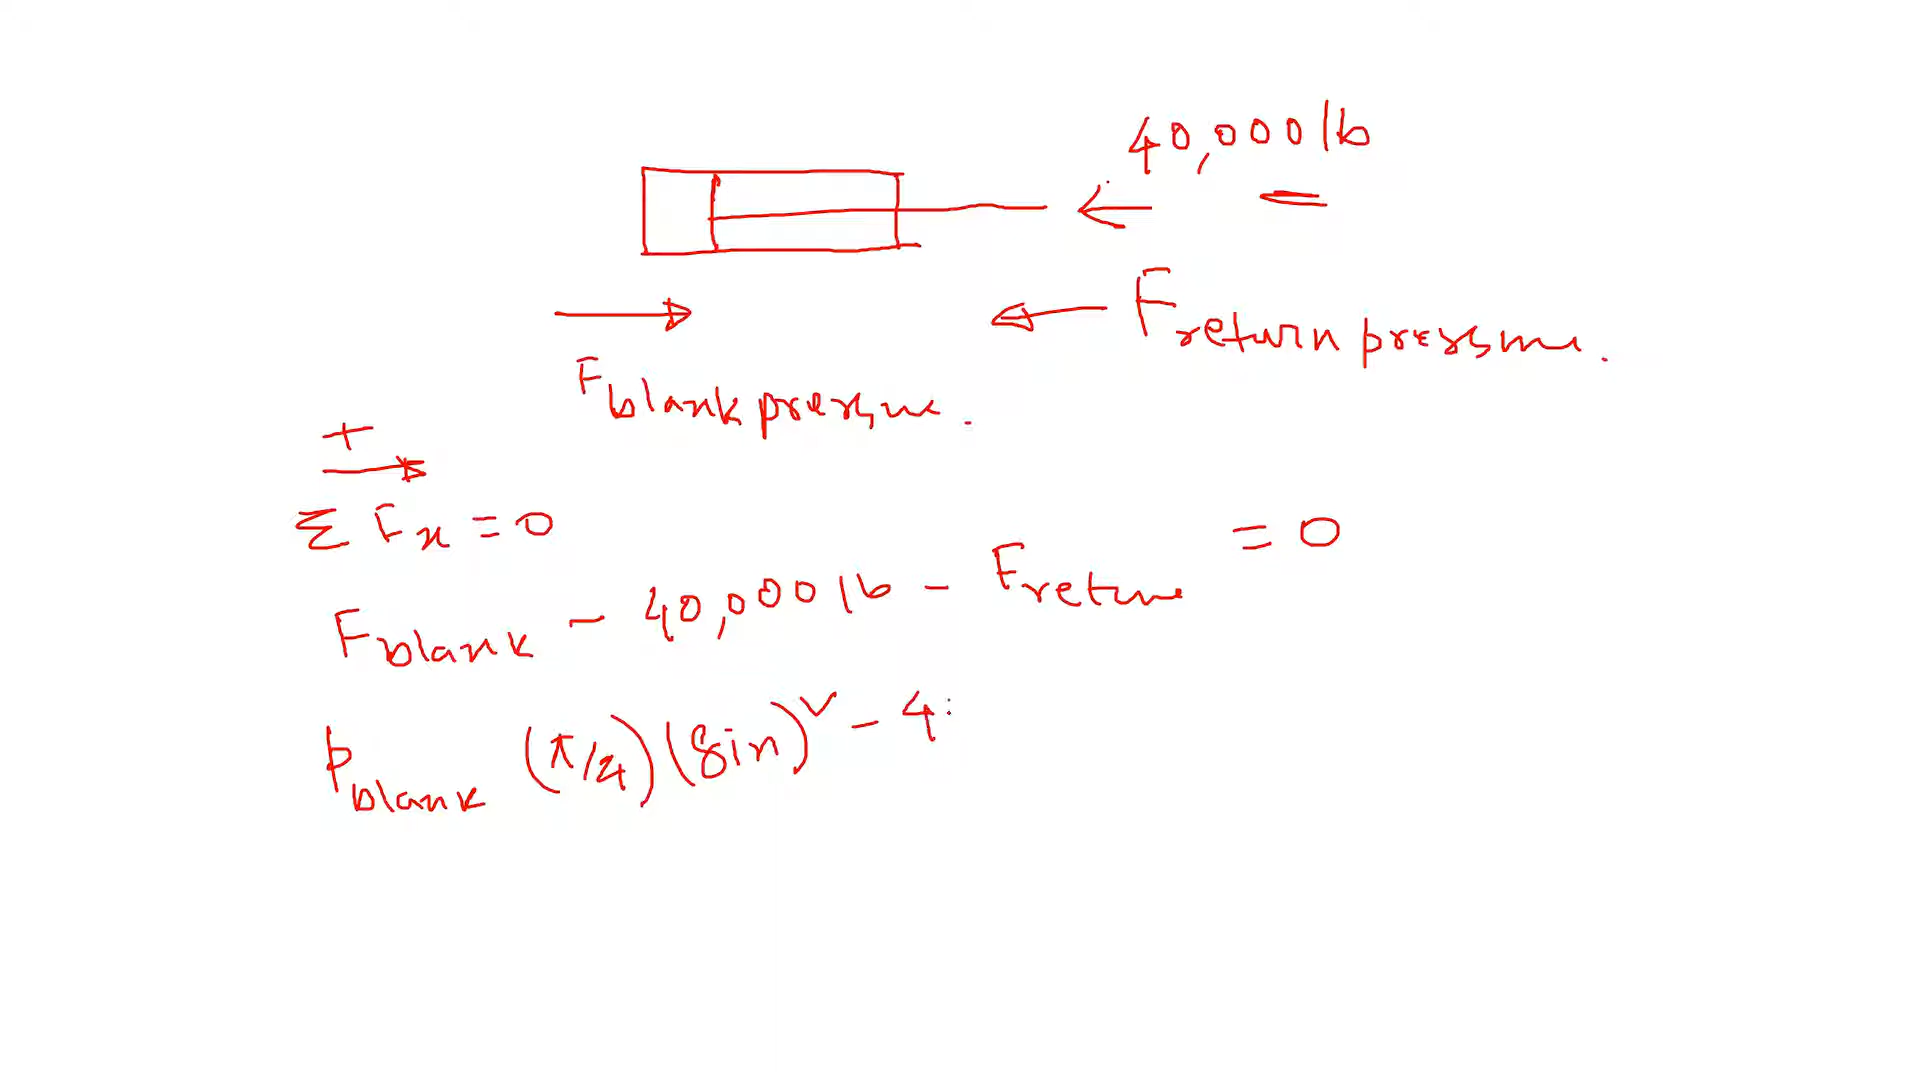 40,000 lb
F return pressure.
F blank pressure.
+
Σ Fx = 0
F blank - 40,000 lb - F return = 0
p blank (π/4) (8in)² - 4